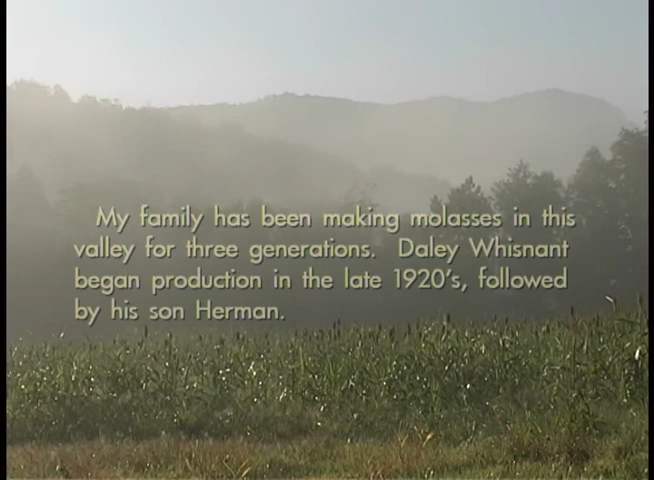 My family has been making molasses in this
valley for three generations. Daley Whisnant
began production in the late 1920's, followed
by his son Herman.